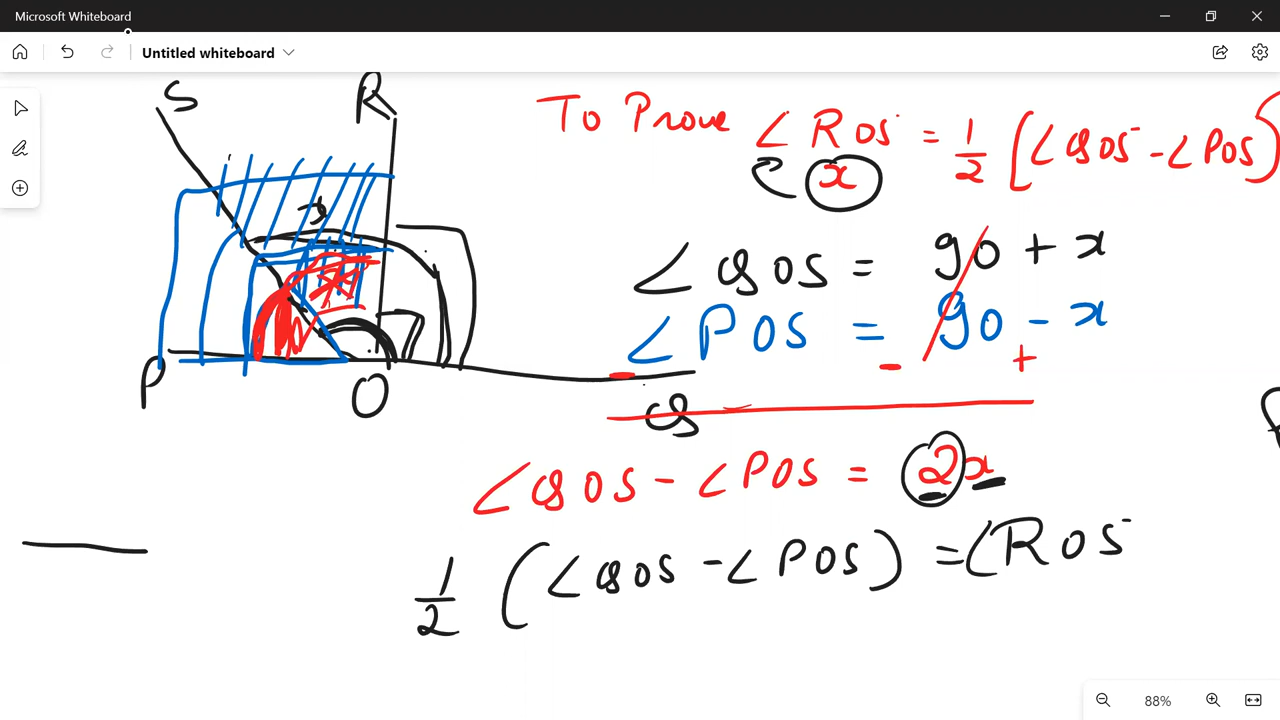 Microsoft Whiteboard
Untitled whiteboard
S R
To Prove ∠ROS = 1/2 (∠QOS - ∠POS)
x
x
∠QOS = 90 + x
∠POS = 90 - x
- - +
P O Q
∠QOS - ∠POS = 2x
1/2 (∠QOS - ∠POS) = ∠ROS
88%